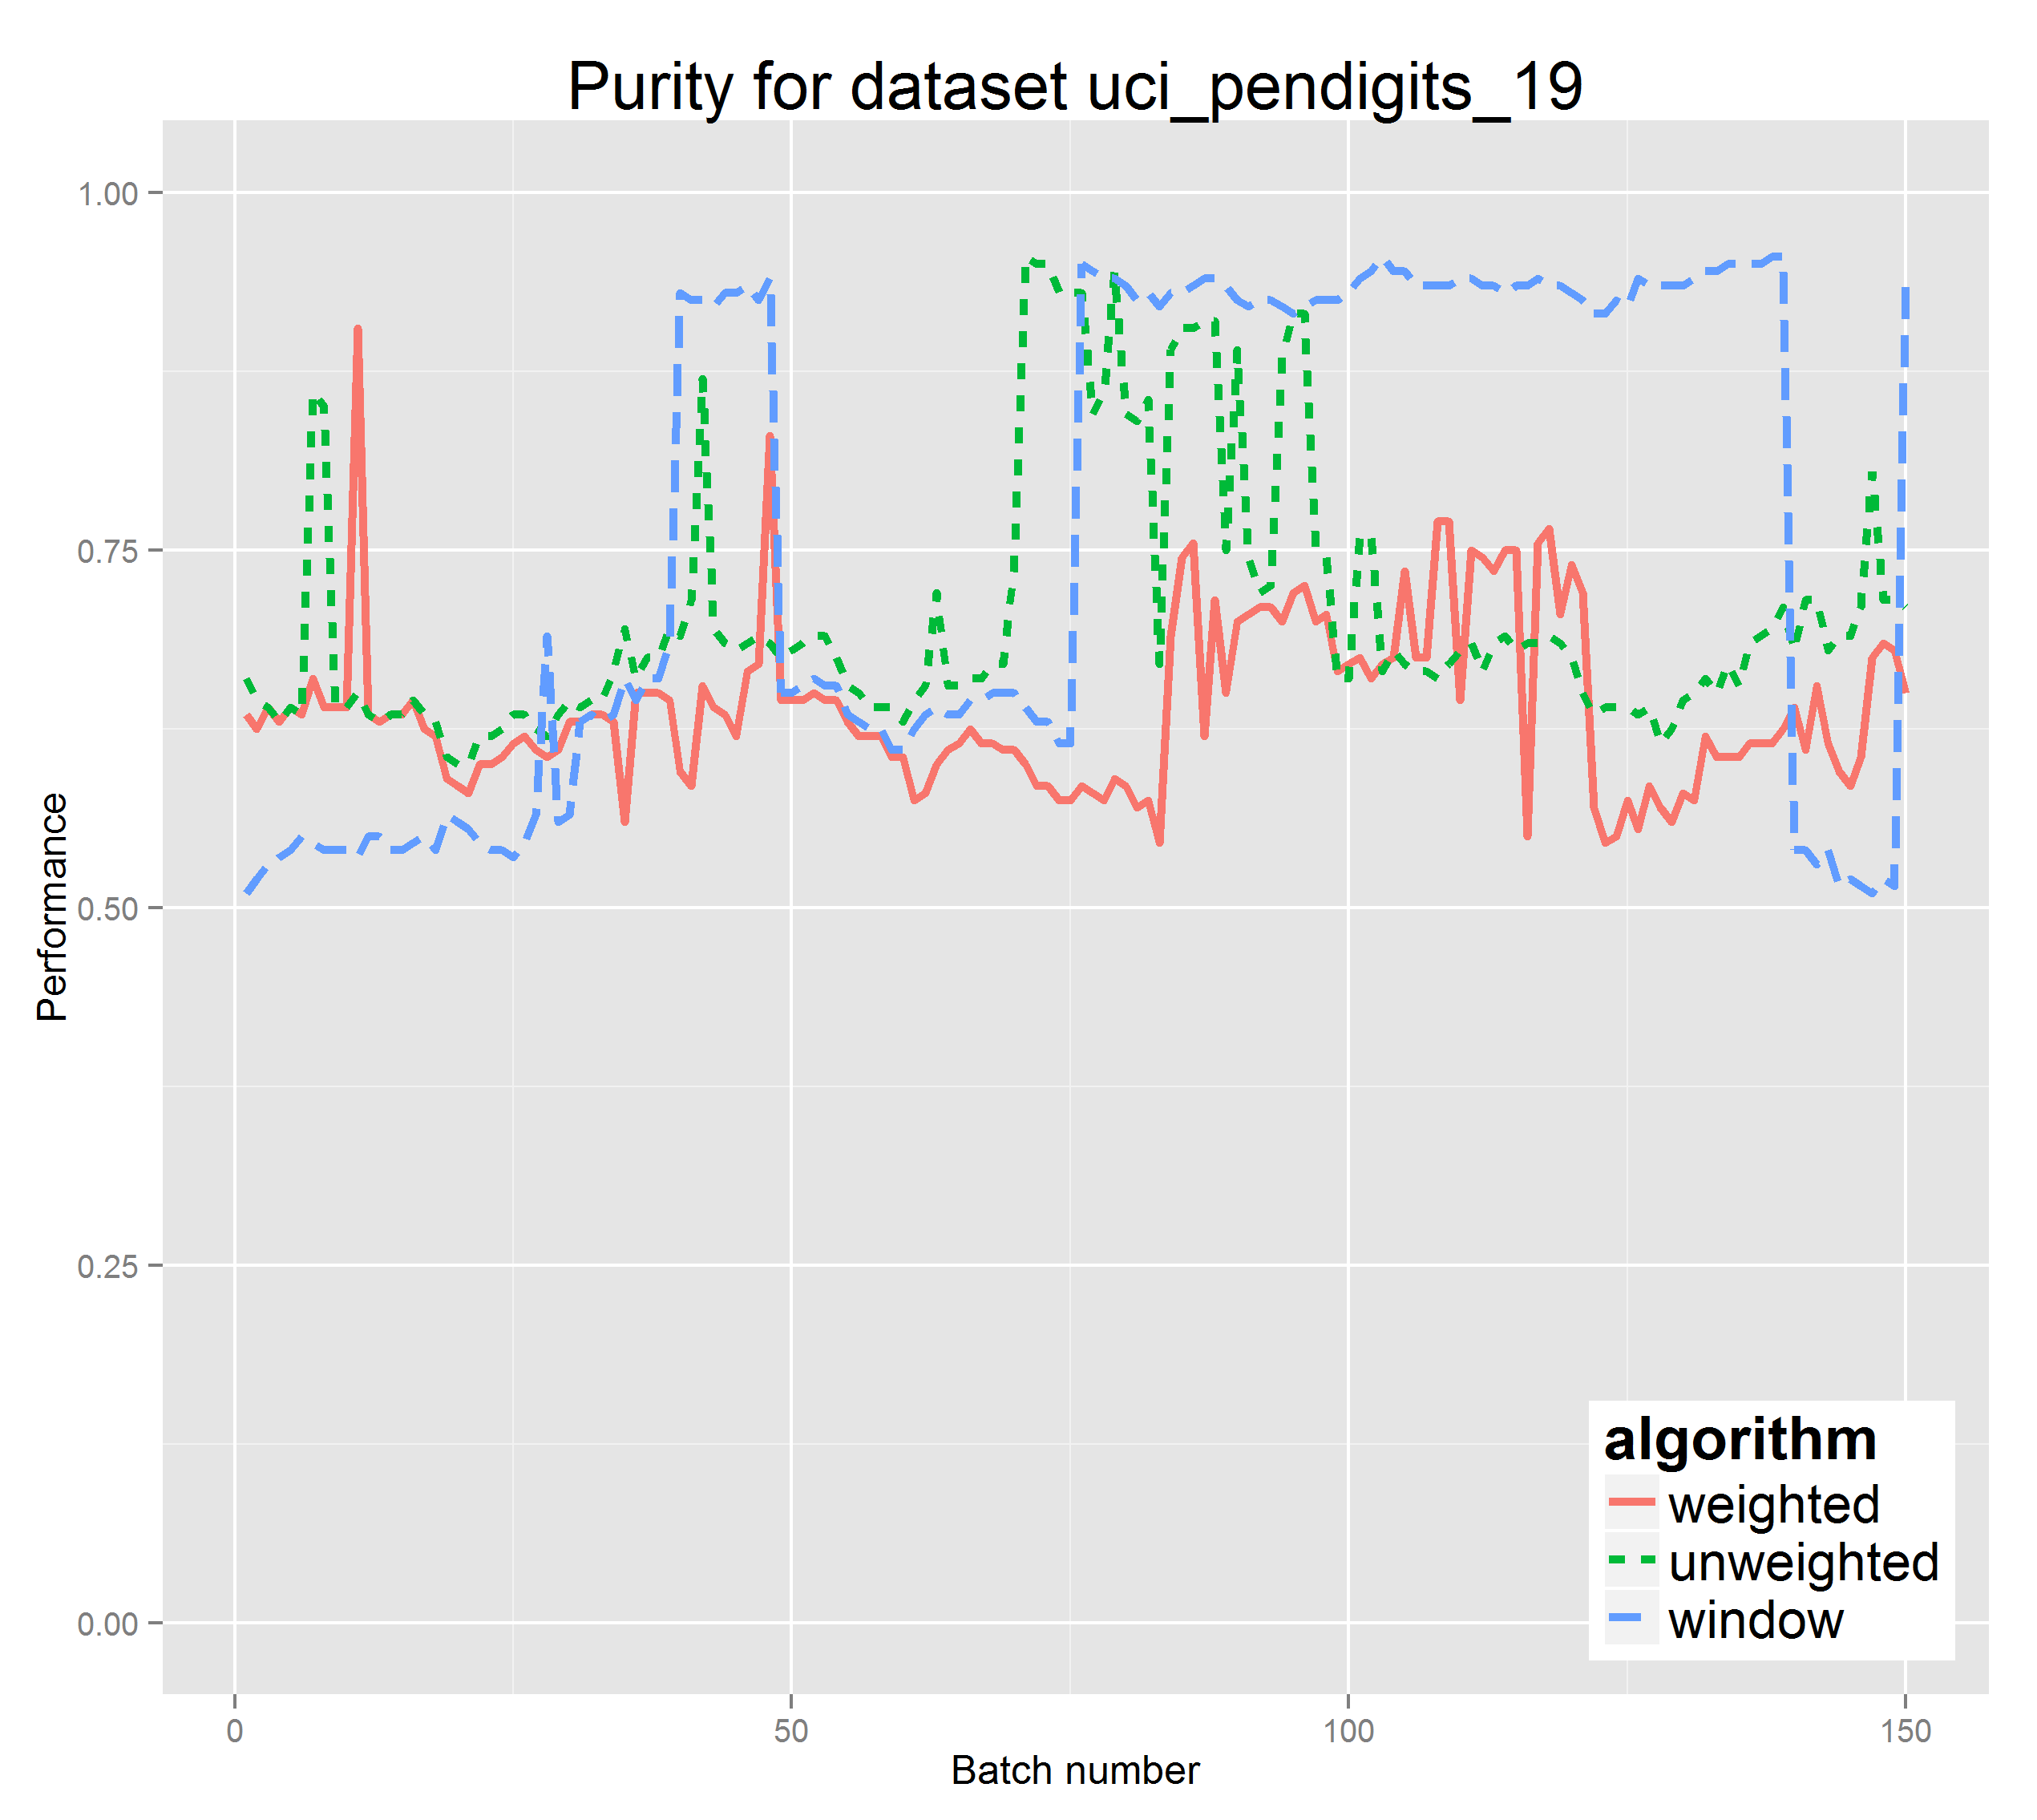 Purity for dataset uci_pendigits_19
1.00
0.75
0.50
0.25
0.00
Performance
0
50
100
150
Batch number
algorithm
weighted
unweighted
window